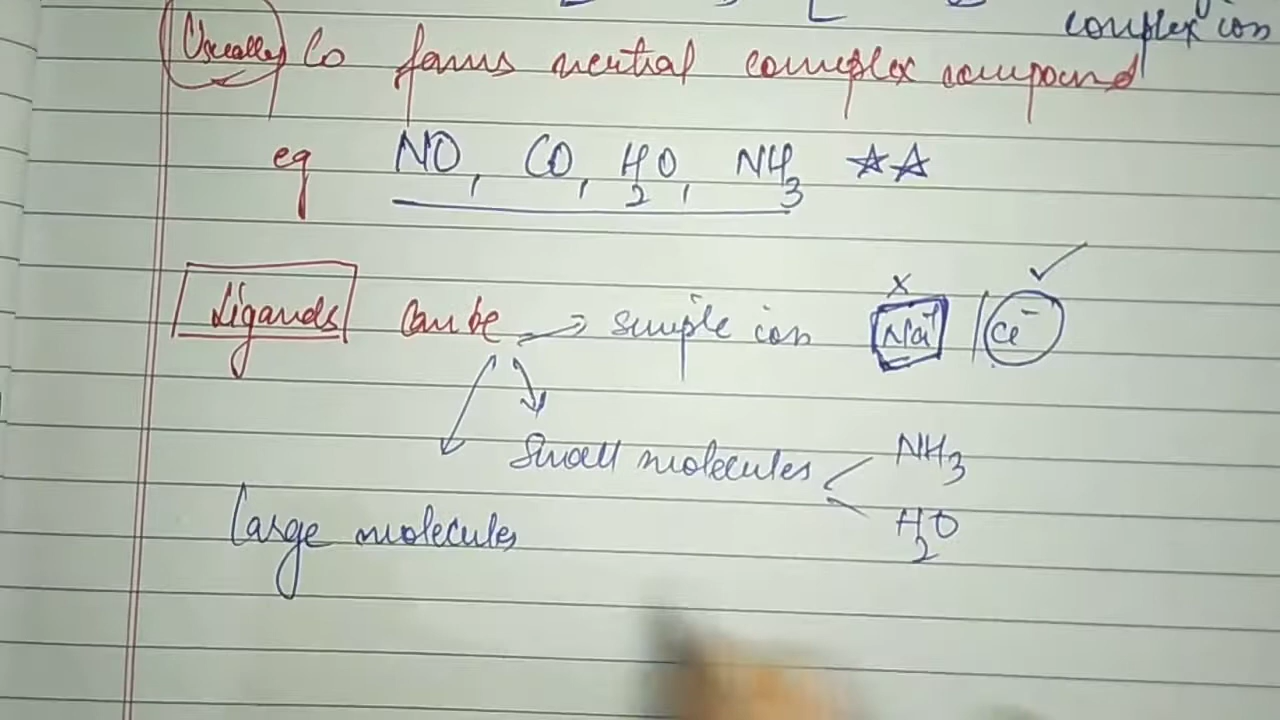 complex ion
Usually Co forms neutral complex compound
eg NO, CO, H2O, NH3 ☆☆
x ✓
Ligands can be => simple ion Na+ / Cl-
Small molecules NH3
H2O
Large molecules